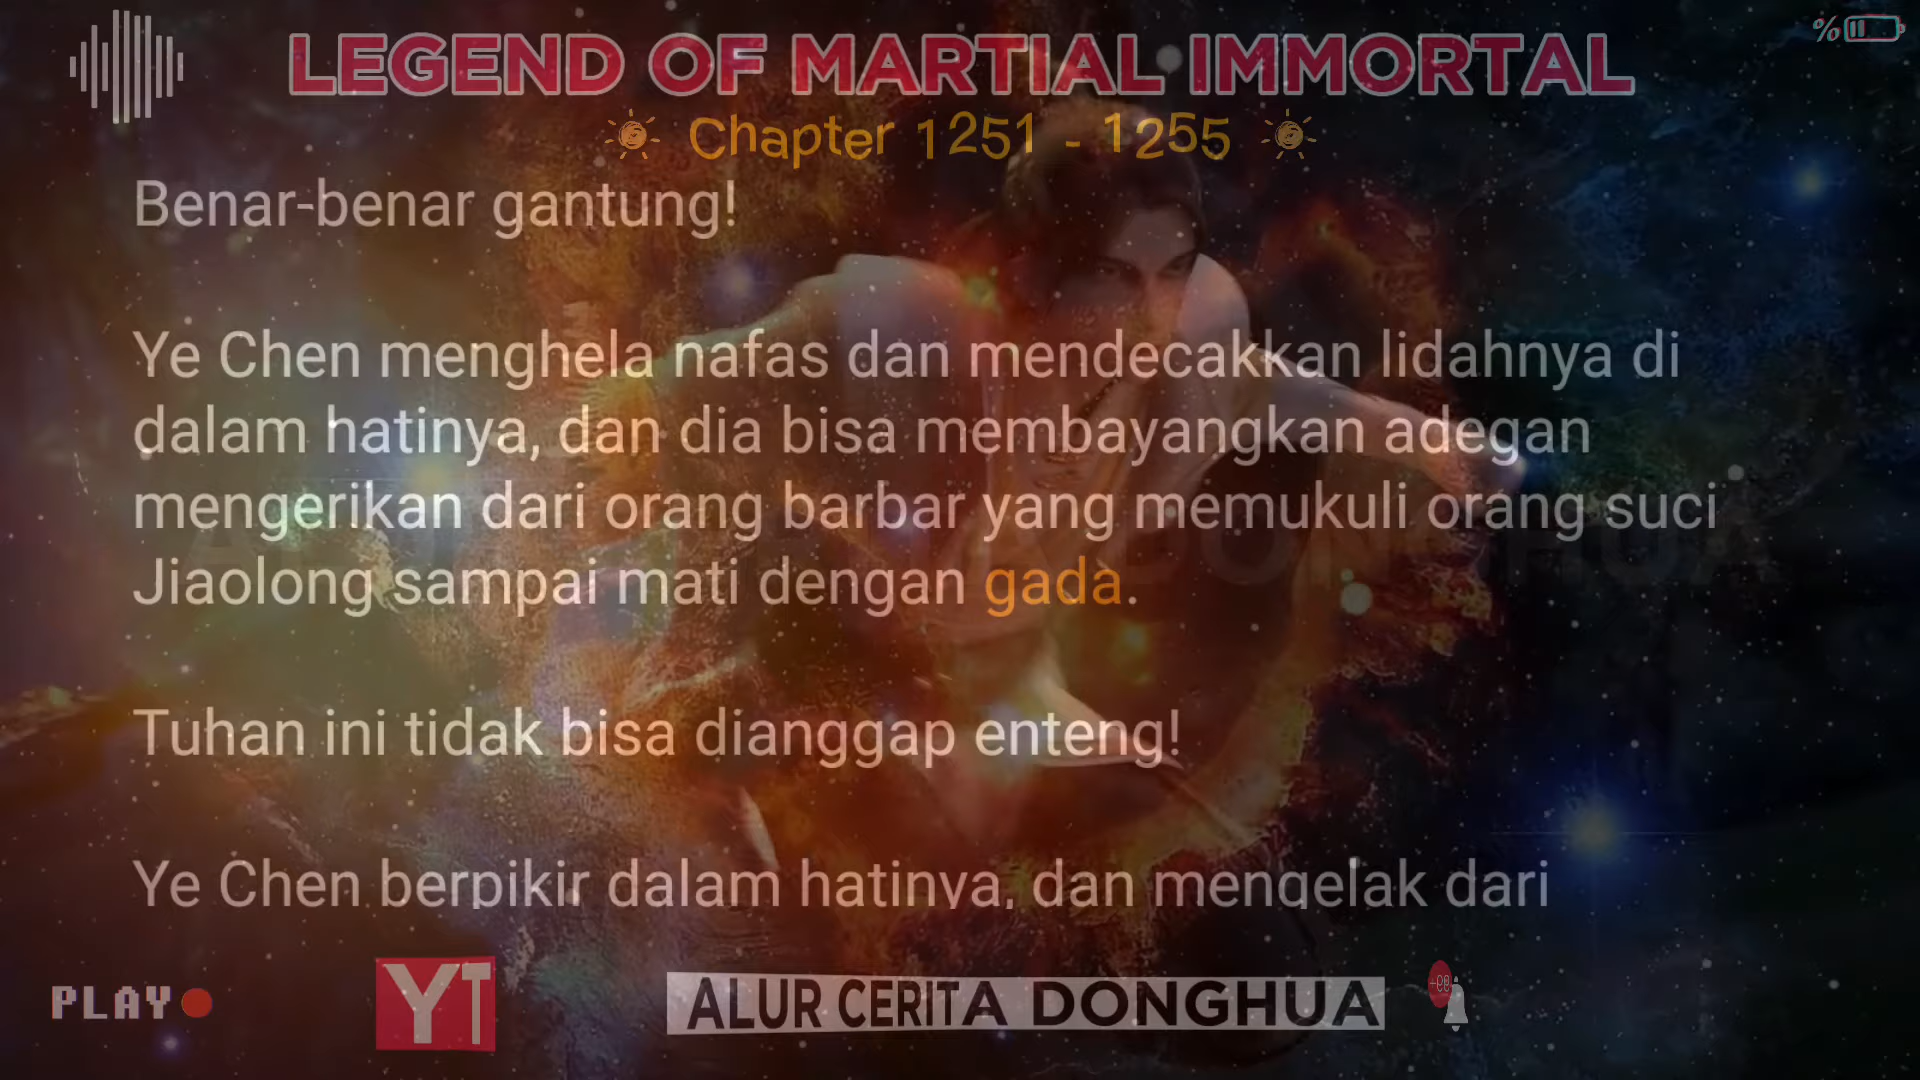 %
LEGEND OF MARTIAL IMMORTAL
Chapter 1251 - 1255
Benar-benar gantung!
Ye Chen menghela nafas dan mendecakkan lidahnya di
dalam hatinya, dan dia bisa membayangkan adegan
mengerikan dari orang barbar yang memukuli orang suci
Jiaolong sampai mati dengan gada.
Tuhan ini tidak bisa dianggap enteng!
Ye Chen berpikir dalam hatinya, dan mengelak dari
PLAY
YT
ALUR CERITA DONGHUA